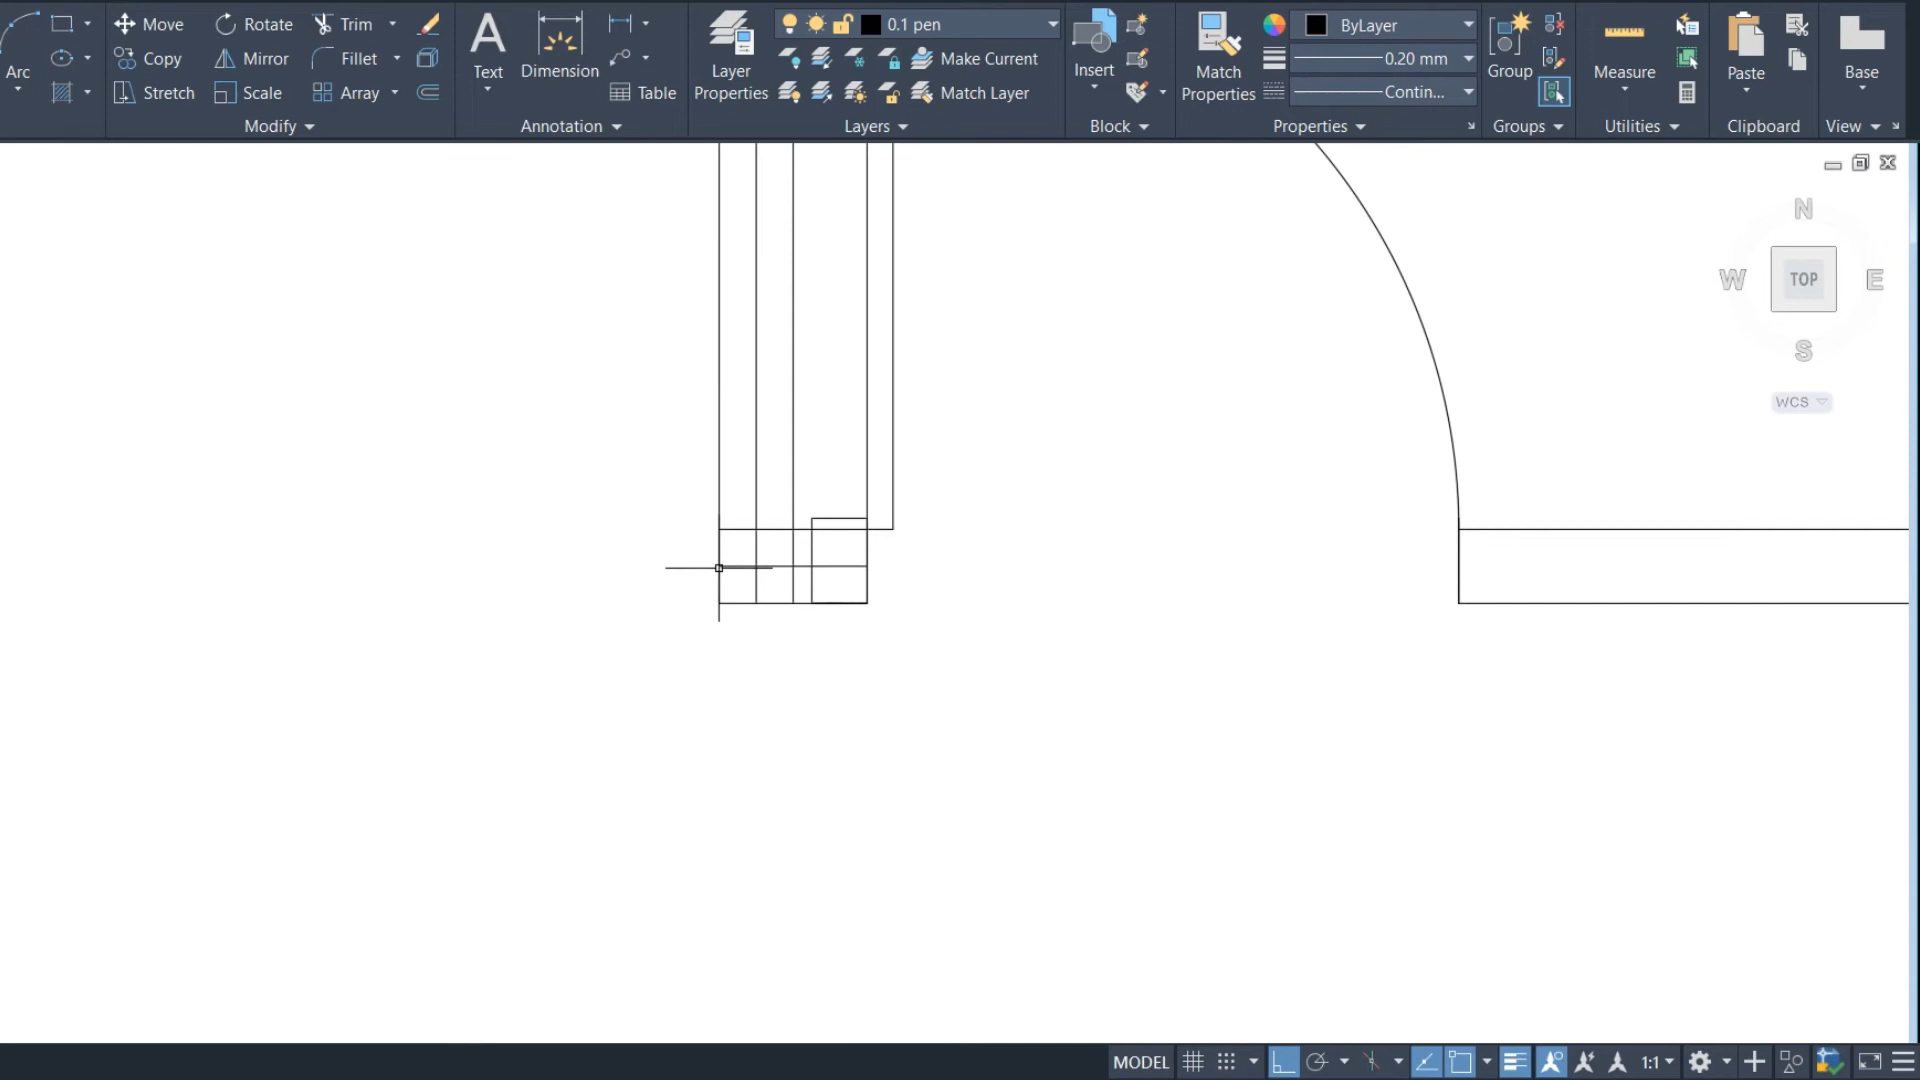 Move Rotate Trim 0.1 pen ByLayer
Arc Copy Mirror Fillet Text Dimension Layer Properties Make Current Insert Match Properties 0.20 mm Group Measure Paste Base
Stretch Scale Array Table Match Layer Contin...
Modify Annotation Layers Block Properties Groups Utilities Clipboard View
N
W TOP E
S
WCS
MODEL 1:1